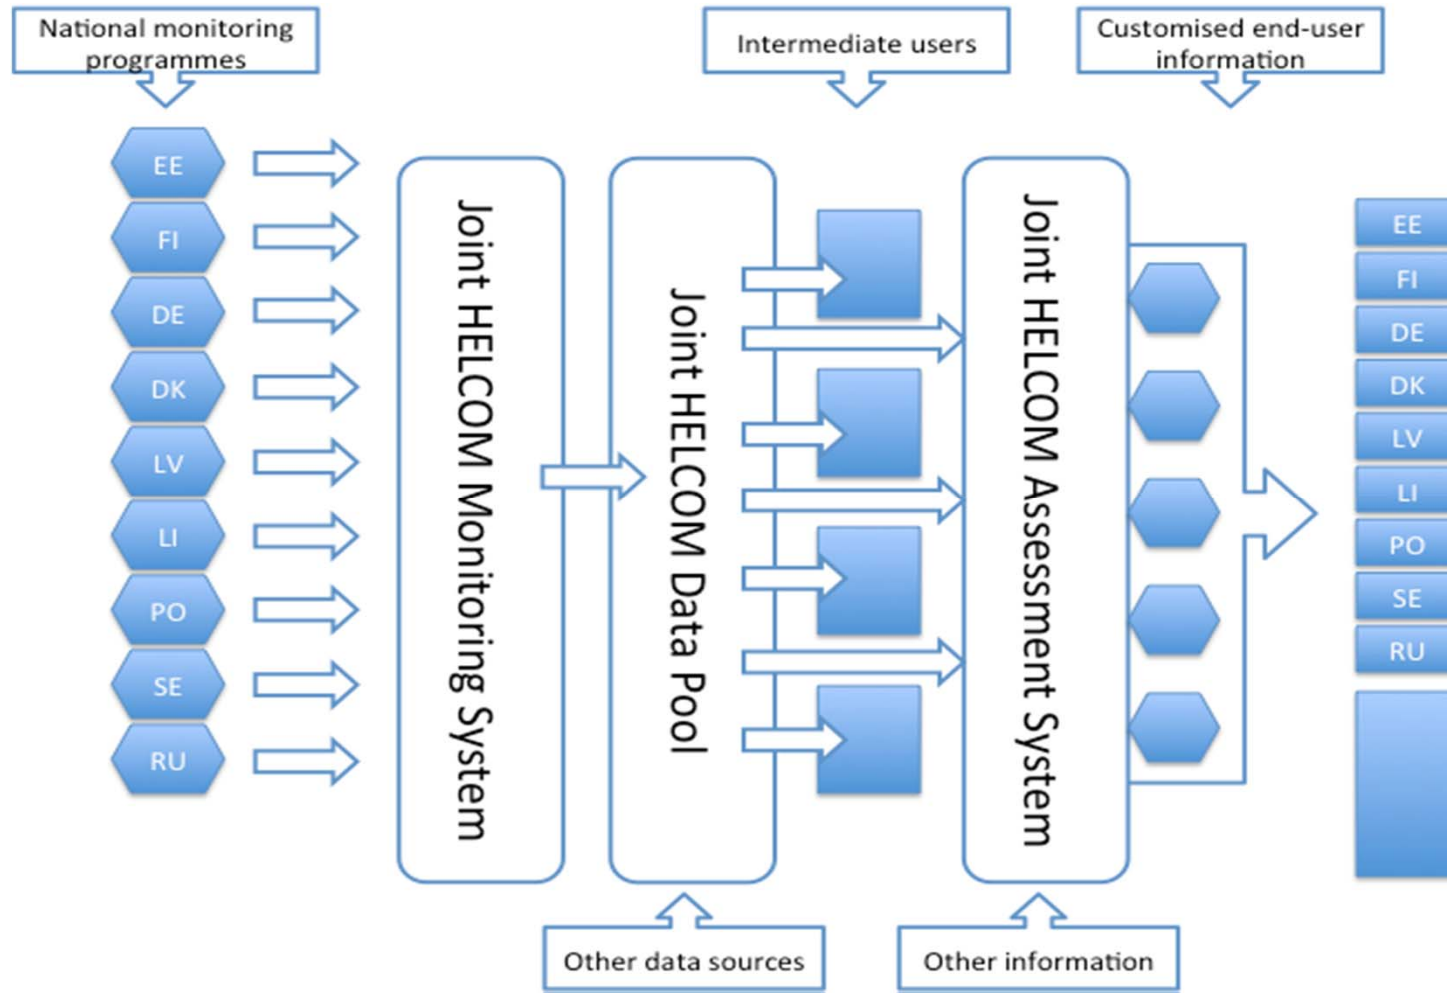 National monitoring
programmes
Intermediate users
Customised end-user
information
EE
FI
DE
DK
LV
LI
PO
SE
RU
Joint HELCOM Monitoring System
Joint HELCOM Data Pool
Joint HELCOM Assessment System
EE
FI
DE
DK
LV
LI
PO
SE
RU
Other data sources
Other information